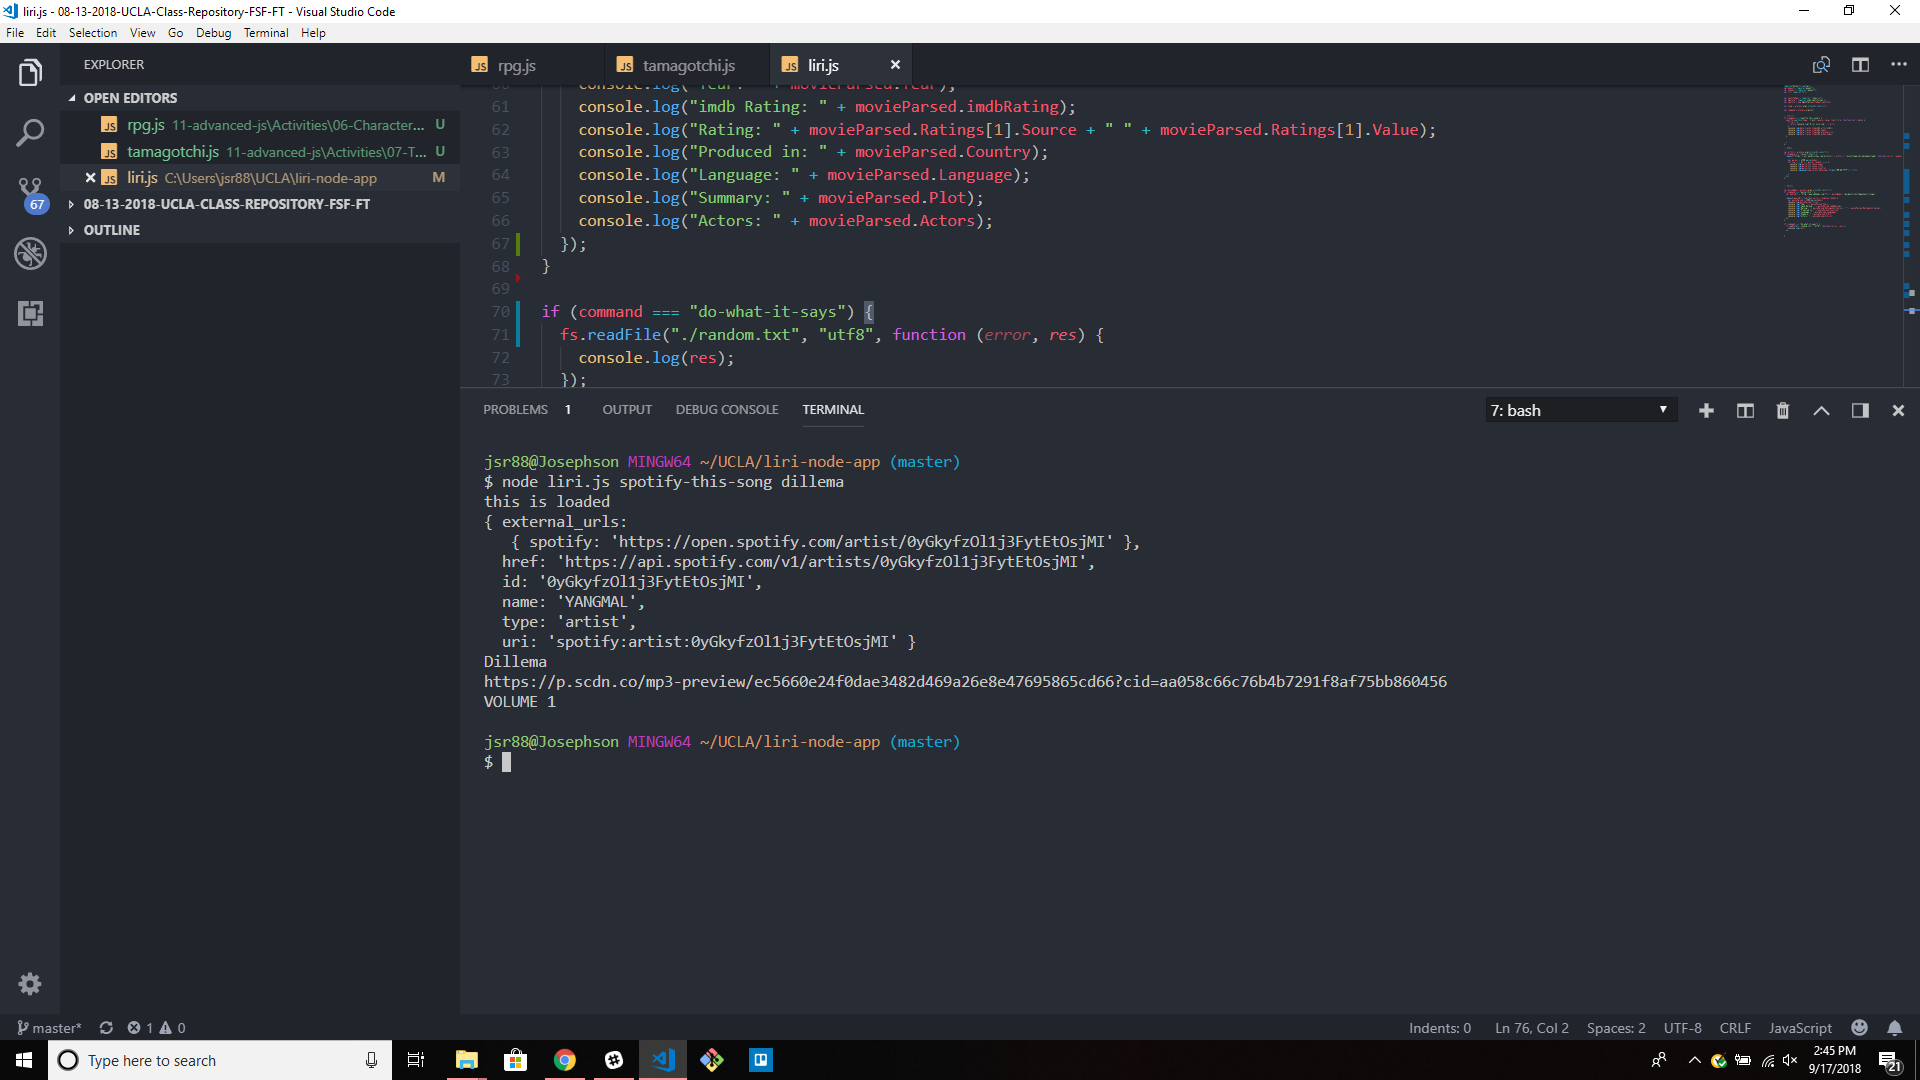 liri.js - 08-13-2018-UCLA-Class-Repository-FSF-FT - Visual Studio Code
File Edit Selection View Go Debug Terminal Help
EXPLORER
OPEN EDITORS
JS rpg.js 11-advanced-js\Activities\06-Character... U
JS tamagotchi.js 11-advanced-js\Activities\07-T... U
JS liri.js C:\Users\jsr88\UCLA\liri-node-app M
08-13-2018-UCLA-CLASS-REPOSITORY-FSF-FT
OUTLINE
67
JS rpg.js JS tamagotchi.js JS liri.js
60 console.log("Year: " + movieParsed.Year);
61 console.log("imdb Rating: " + movieParsed.imdbRating);
62 console.log("Rating: " + movieParsed.Ratings[1].Source + " " + movieParsed.Ratings[1].Value);
63 console.log("Produced in: " + movieParsed.Country);
64 console.log("Language: " + movieParsed.Language);
65 console.log("Summary: " + movieParsed.Plot);
66 console.log("Actors: " + movieParsed.Actors);
67 });
68 }
69
70 if (command === "do-what-it-says") {
71 fs.readFile("./random.txt", "utf8", function (error, res) {
72 console.log(res);
73 });
PROBLEMS 1 OUTPUT DEBUG CONSOLE TERMINAL 7: bash
jsr88@Josephson MINGW64 ~/UCLA/liri-node-app (master)
$ node liri.js spotify-this-song dillema
this is loaded
{ external_urls:
{ spotify: 'https://open.spotify.com/artist/0yGkyfzOl1j3FytEtOsjMI' },
href: 'https://api.spotify.com/v1/artists/0yGkyfzOl1j3FytEtOsjMI',
id: '0yGkyfzOl1j3FytEtOsjMI',
name: 'YANGMAL',
type: 'artist',
uri: 'spotify:artist:0yGkyfzOl1j3FytEtOsjMI' }
Dillema
https://p.scdn.co/mp3-preview/ec5660e24f0dae3482d469a26e8e47695865cd66?cid=aa058c66c76b4b7291f8af75bb860456
VOLUME 1
jsr88@Josephson MINGW64 ~/UCLA/liri-node-app (master)
$
master* 1 0 Indents: 0 Ln 76, Col 2 Spaces: 2 UTF-8 CRLF JavaScript
Type here to search
2:45 PM
9/17/2018
21